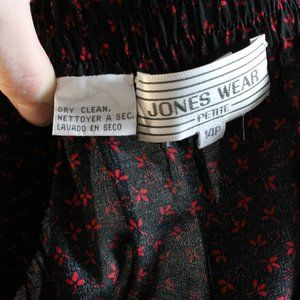 DRY CLEAN.
NETTOYER A SEC.
LAVADO EN SECO
JONES WEAR
PETITE
14P